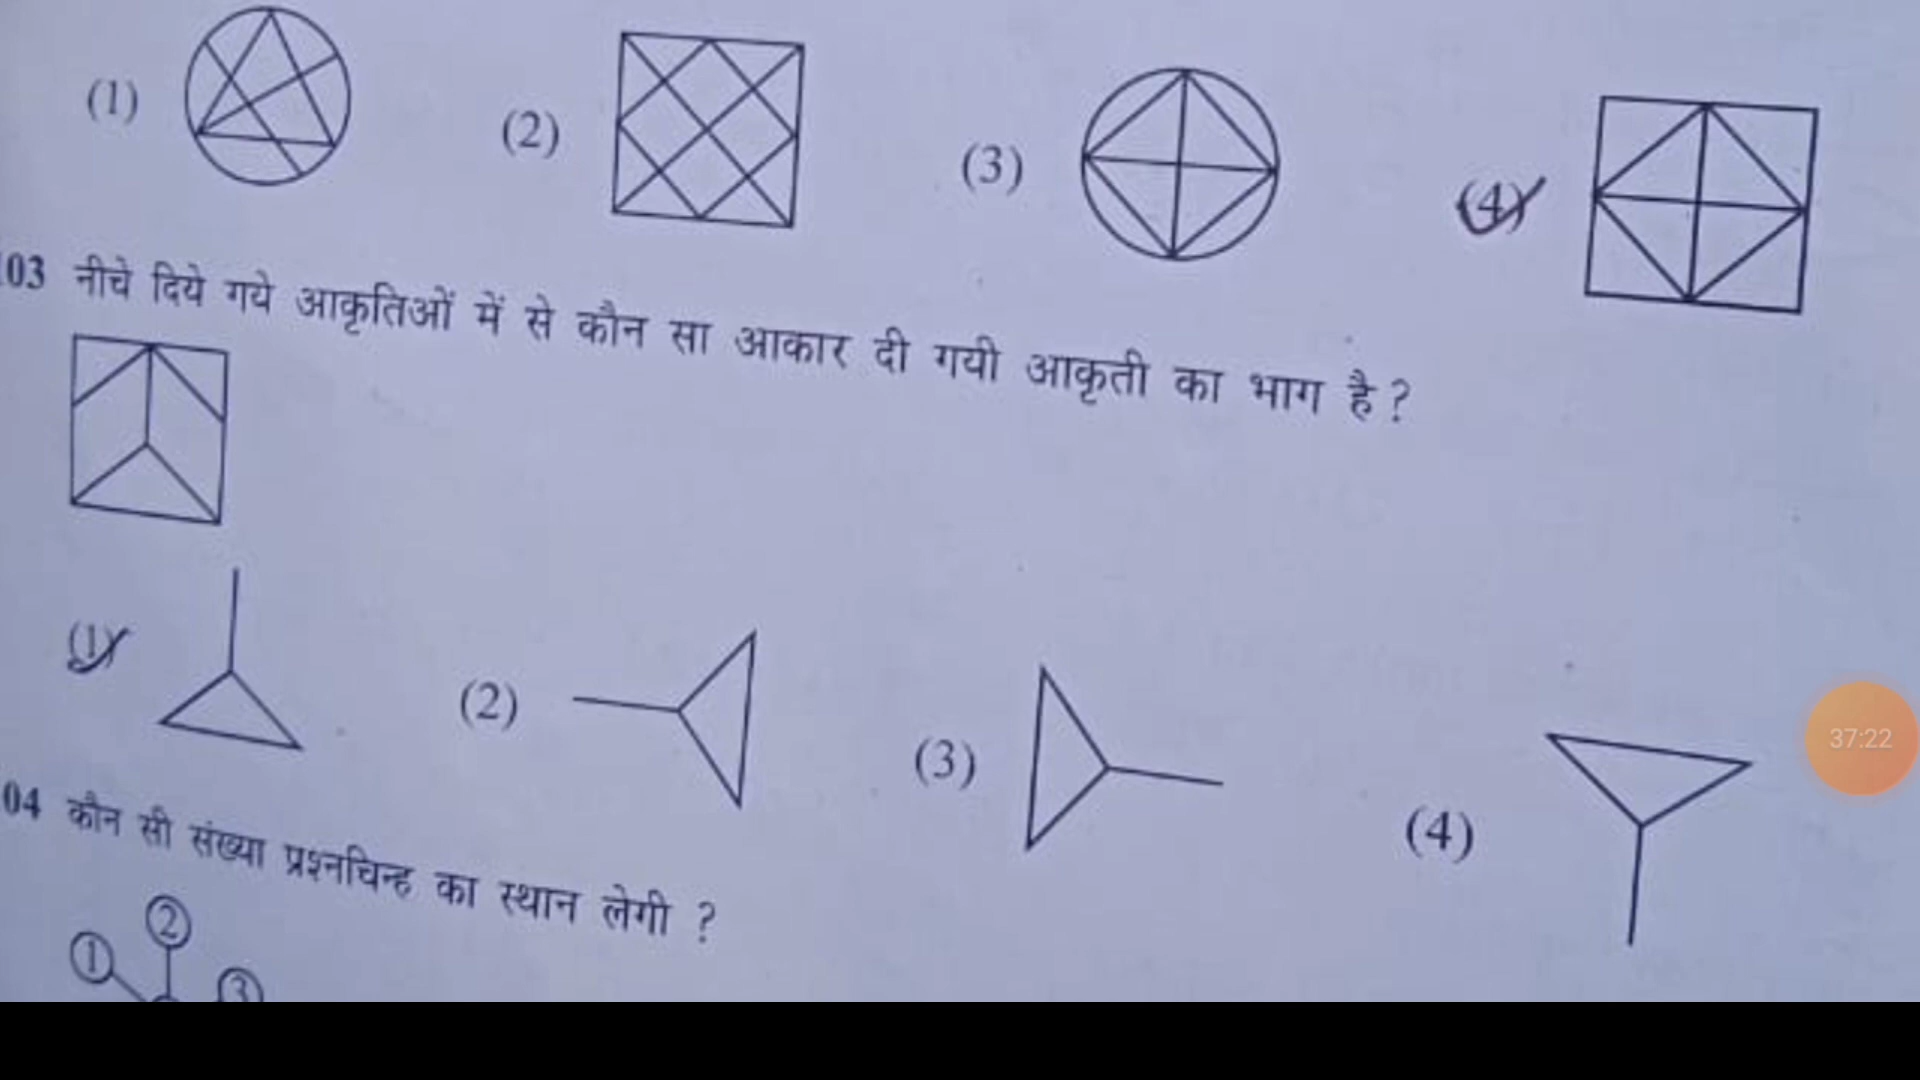 (1) (2) (3) (4)
03 नीचे दिये गये आकृतिओं में से कौन सा आकार दी गयी आकृती का भाग है ?
(1) (2) (3) (4)
04 कौन सी संख्या प्रश्नचिन्ह का स्थान लेगी ?
2
1
3
37:22